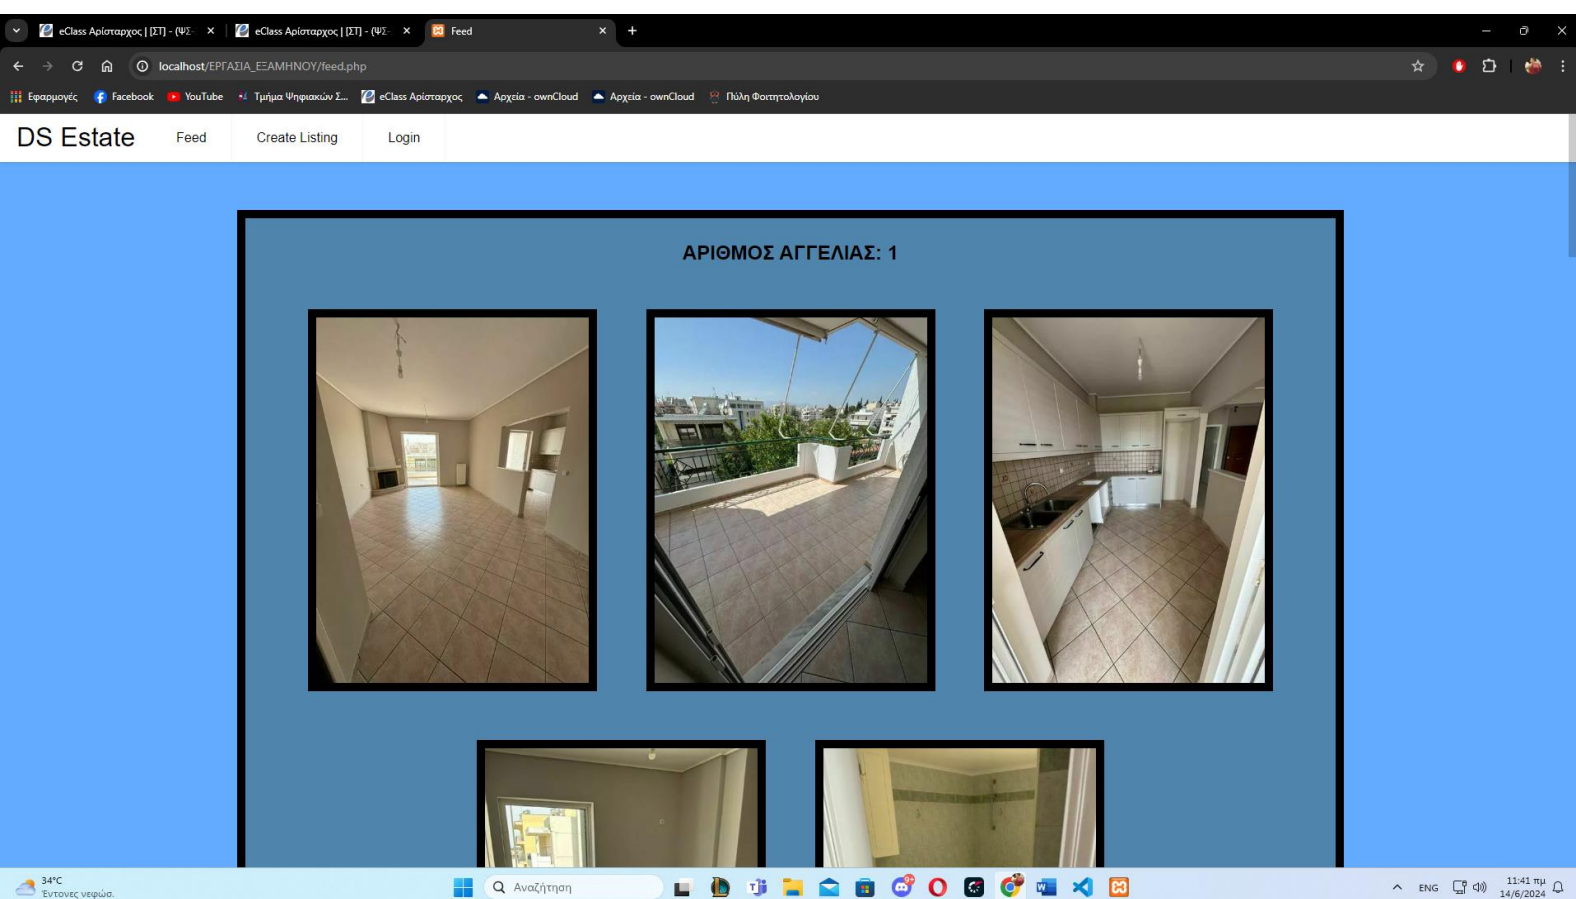 eClass Αρίσταρχος | [ΣΤ] - (ΨΣ-
eClass Αρίσταρχος | [ΣΤ] - (ΨΣ-
Feed
localhost/ΕΡΓΑΣΙΑ_ΕΞΑΜΗΝΟΥ/feed.php
Εφαρμογές
Facebook
YouTube
Τμήμα Ψηφιακών Σ...
eClass Αρίσταρχος
Αρχεία - ownCloud
Αρχεία - ownCloud
Πύλη Φοιτητολογίου
DS Estate
Feed
Create Listing
Login
ΑΡΙΘΜΟΣ ΑΓΓΕΛΙΑΣ: 1
34°C
Έντονες νεφώσ.
Αναζήτηση
ENG
11:41 πμ
14/6/2024